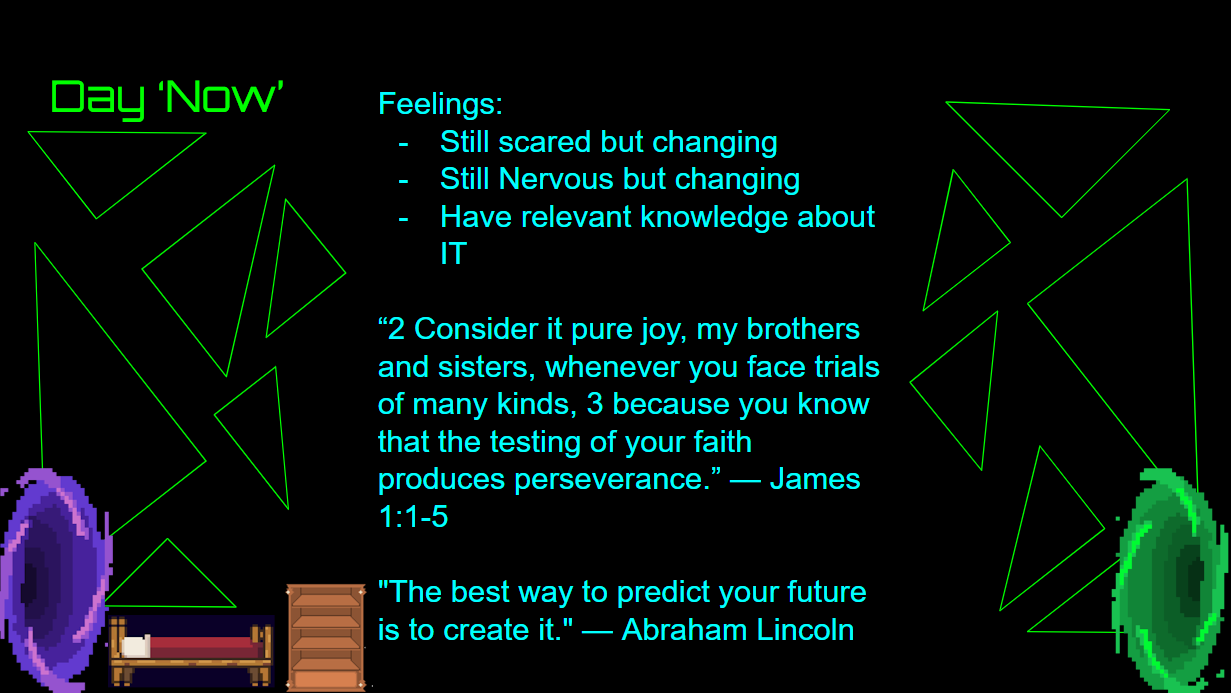 Day ‘Now’
Feelings:
- Still scared but changing
- Still Nervous but changing
- Have relevant knowledge about
IT
“2 Consider it pure joy, my brothers
and sisters, whenever you face trials
of many kinds, 3 because you know
that the testing of your faith
produces perseverance.” — James
1:1-5
"The best way to predict your future
is to create it." — Abraham Lincoln